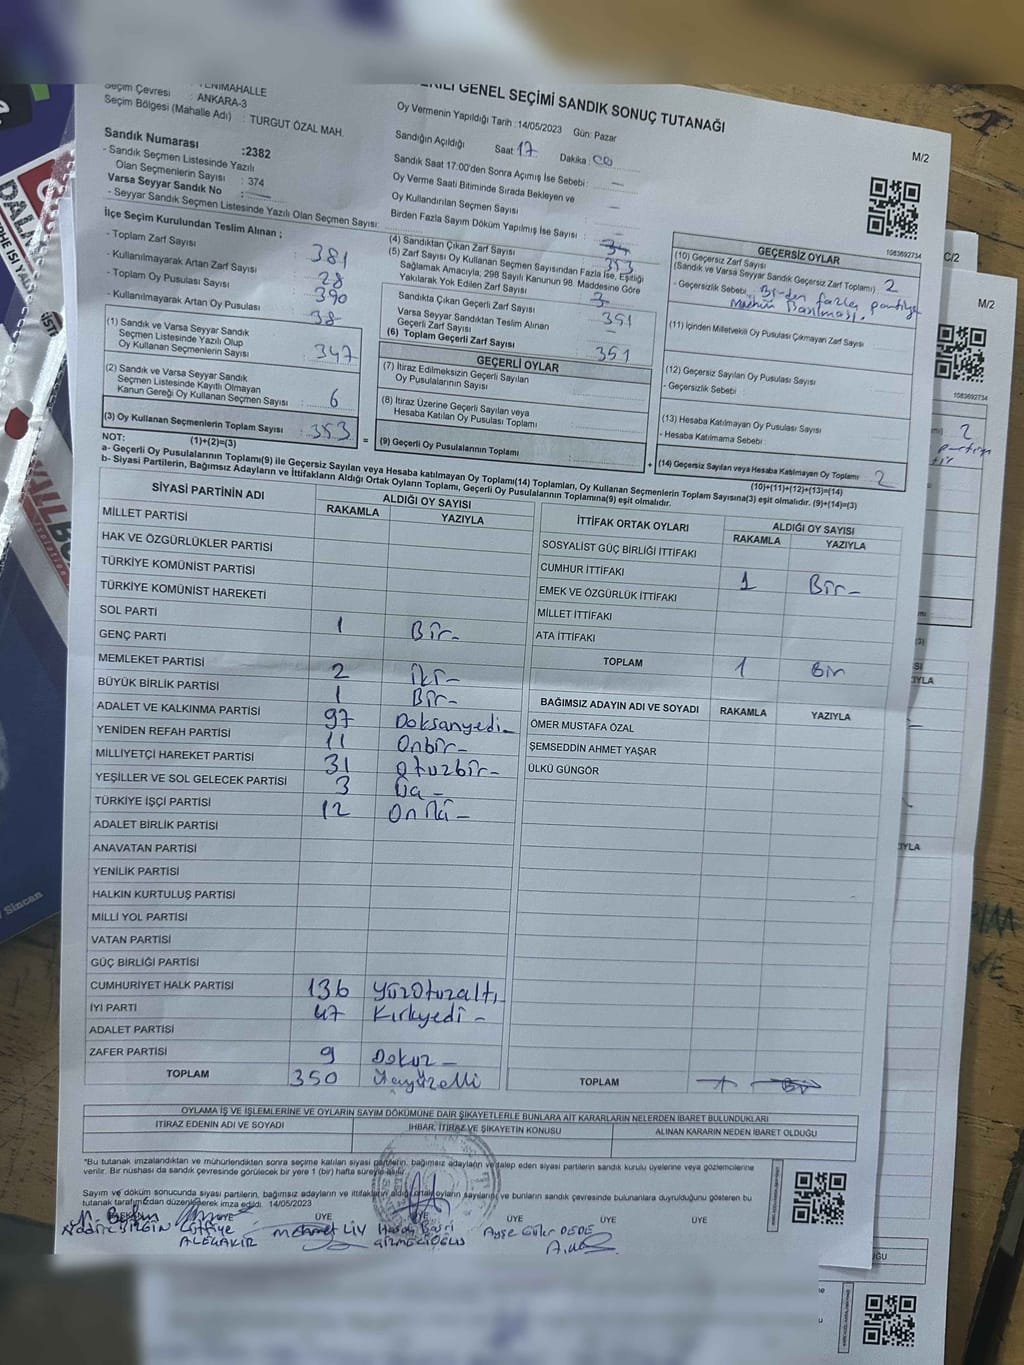 GENEL SEÇİMİ SANDIK SONUÇ TUTANAĞI
M/2
Seçim Çevresi : ANKARA-3
Seçim Bölgesi (Mahalle Adı) : TURGUT ÖZAL MAH.
Sandık Numarası :2382
- Sandık Seçmen Listesinde Yazılı
Olan Seçmenlerin Sayısı : 374
Varsa Seyyar Sandık No :
- Seyyar Sandık Seçmen Listesinde Yazılı Olan Seçmen Sayısı:
Oy Vermenin Yapıldığı Tarih :14/05/2023 Gün: Pazar
Sandığın Açıldığı Saat 17 Dakika 00
Sandık Saat 17:00'den Sonra Açımış İse Sebebi : —
Oy Verme Saati Bitiminde Sırada Bekleyen ve
Oy Kullandırılan Seçmen Sayısı : —
Birden Fazla Sayım Döküm Yapılmış İse Sayısı : —
1083692734
İlçe Seçim Kurulundan Teslim Alınan ;
- Toplam Zarf Sayısı : 381
- Kullanılmayarak Artan Zarf Sayısı : 28
- Toplam Oy Pusulası Sayısı : 390
- Kullanılmayarak Artan Oy Pusulası : 38
(1) Sandık ve Varsa Seyyar Sandık
Seçmen Listesinde Yazılı Olup
Oy Kullanan Seçmenlerin Sayısı : 347
(2) Sandık ve Varsa Seyyar Sandık
Seçmen Listesinde Kayıtlı Olmayan
Kanun Gereği Oy Kullanan Seçmen Sayısı : 6
(3) Oy Kullanan Seçmenlerin Toplam Sayısı : 353
(1)+(2)=(3)
(4) Sandıktan Çıkan Zarf Sayısı : 353
(5) Zarf Sayısı Oy Kullanan Seçmen Sayısından Fazla İse, Eşitliği
Sağlamak Amacıyla, 298 Sayılı Kanunun 98. Maddesine Göre
Yakılarak Yok Edilen Zarf Sayısı :
Sandıkta Çıkan Geçerli Zarf Sayısı : 351
Varsa Seyyar Sandıktan Teslim Alınan
Geçerli Zarf Sayısı :
(6) Toplam Geçerli Zarf Sayısı : 351
GEÇERLİ OYLAR
(7) İtiraz Edilmeksizin Geçerli Sayılan
Oy Pusulalarının Sayısı :
(8) İtiraz Üzerine Geçerli Sayılan veya
Hesaba Katılan Oy Pusulası Toplamı :
= (9) Geçerli Oy Pusulalarının Toplamı :
GEÇERSİZ OYLAR
(10) Geçersiz Zarf Sayısı
(Sandık ve Varsa Seyyar Sandık Geçersiz Zarf Toplamı) : 2
- Geçersizlik Sebebi : Bi-den fazla partiye
Mühür Basılması.
(11) İçinden Milletvekili Oy Pusulası Çıkmayan Zarf Sayısı :
(12) Geçersiz Sayılan Oy Pusulası Sayısı :
- Geçersizlik Sebebi :
(13) Hesaba Katılmayan Oy Pusulası Sayısı :
- Hesaba Katılmama Sebebi :
+ (14) Geçersiz Sayılan veya Hesaba Katılmayan Oy Toplamı : 2
(10)+(11)+(12)+(13)=(14)
NOT:
a- Geçerli Oy Pusulalarının Toplamı(9) ile Geçersiz Sayılan veya Hesaba katılmayan Oy Toplamı(14) Toplamları, Oy Kullanan Seçmenlerin Toplam Sayısına(3) eşit olmalıdır. (9)+(14)=(3)
b- Siyasi Partilerin, Bağımsız Adayların ve İttifakların Aldığı Ortak Oyların Toplamı, Geçerli Oy Pusulalarının Toplamına(9) eşit olmalıdır.
SİYASİ PARTİNİN ADI ALDIĞI OY SAYISI
RAKAMLA YAZIYLA
MİLLET PARTİSİ
HAK VE ÖZGÜRLÜKLER PARTİSİ
TÜRKİYE KOMÜNİST PARTİSİ
TÜRKİYE KOMÜNİST HAREKETİ
SOL PARTİ
GENÇ PARTİ 1 Bir-
MEMLEKET PARTİSİ 2 iki-
BÜYÜK BİRLİK PARTİSİ 1 Bir-
ADALET VE KALKINMA PARTİSİ 97 Doksanyedi-
YENİDEN REFAH PARTİSİ 11 Onbir-
MİLLİYETÇİ HAREKET PARTİSİ 31 otuzbir-
YEŞİLLER VE SOL GELECEK PARTİSİ 3 Üç-
TÜRKİYE İŞÇİ PARTİSİ 12 On iki-
ADALET BİRLİK PARTİSİ
ANAVATAN PARTİSİ
YENİLİK PARTİSİ
HALKIN KURTULUŞ PARTİSİ
MİLLİ YOL PARTİSİ
VATAN PARTİSİ
GÜÇ BİRLİĞİ PARTİSİ
CUMHURİYET HALK PARTİSİ 136 YüzOtuzaltı
İYİ PARTİ 47 Kırkyedi-
ADALET PARTİSİ
ZAFER PARTİSİ 9 Dokuz-
TOPLAM 350 Üçyüzelli
İTTİFAK ORTAK OYLARI ALDIĞI OY SAYISI
RAKAMLA YAZIYLA
SOSYALİST GÜÇ BİRLİĞİ İTTİFAKI
CUMHUR İTTİFAKI 1 Bir-
EMEK VE ÖZGÜRLÜK İTTİFAKI
MİLLET İTTİFAKI
ATA İTTİFAKI
TOPLAM 1 Bir
BAĞIMSIZ ADAYIN ADI VE SOYADI RAKAMLA YAZIYLA
ÖMER MUSTAFA ÖZAL
ŞEMSEDDİN AHMET YAŞAR
ÜLKÜ GÜNGÖR
TOPLAM
OYLAMA İŞ VE İŞLEMLERİNE VE OYLARIN SAYIM DÖKÜMÜNE DAİR ŞİKAYETLERLE BUNLARA AİT KARARLARIN NELERDEN İBARET BULUNDUKLARI
İTİRAZ EDENİN ADI VE SOYADI İHBAR, İTİRAZ VE ŞİKAYETİN KONUSU ALINAN KARARIN NEDEN İBARET OLDUĞU
*Bu tutanak imzalandıktan ve mühürlendikten sonra seçime katılan siyasi partilerin, bağımsız adayların ve talep eden siyasi partilerin sandık kurulu üyelerine veya gözlemcilerine
verilir. Bir nüshası da sandık çevresinde görülecek bir yere 1 (bir) hafta süreyle asılır.
Sayım ve döküm sonucunda siyasi partilerin, bağımsız adayların ve ittifakların aldığı ortak oyların sayılarını ve bunların sandık çevresinde bulunanlara duyrulduğunu gösteren bu
tutanak tarafımızdan düzenlenerek imza edildi. 14/05/2023
ÜYE ÜYE ÜYE ÜYE ÜYE
Mehmet LİV Ayşe Güler DEDE
C/2
M/2
1083692734
2
Sincan